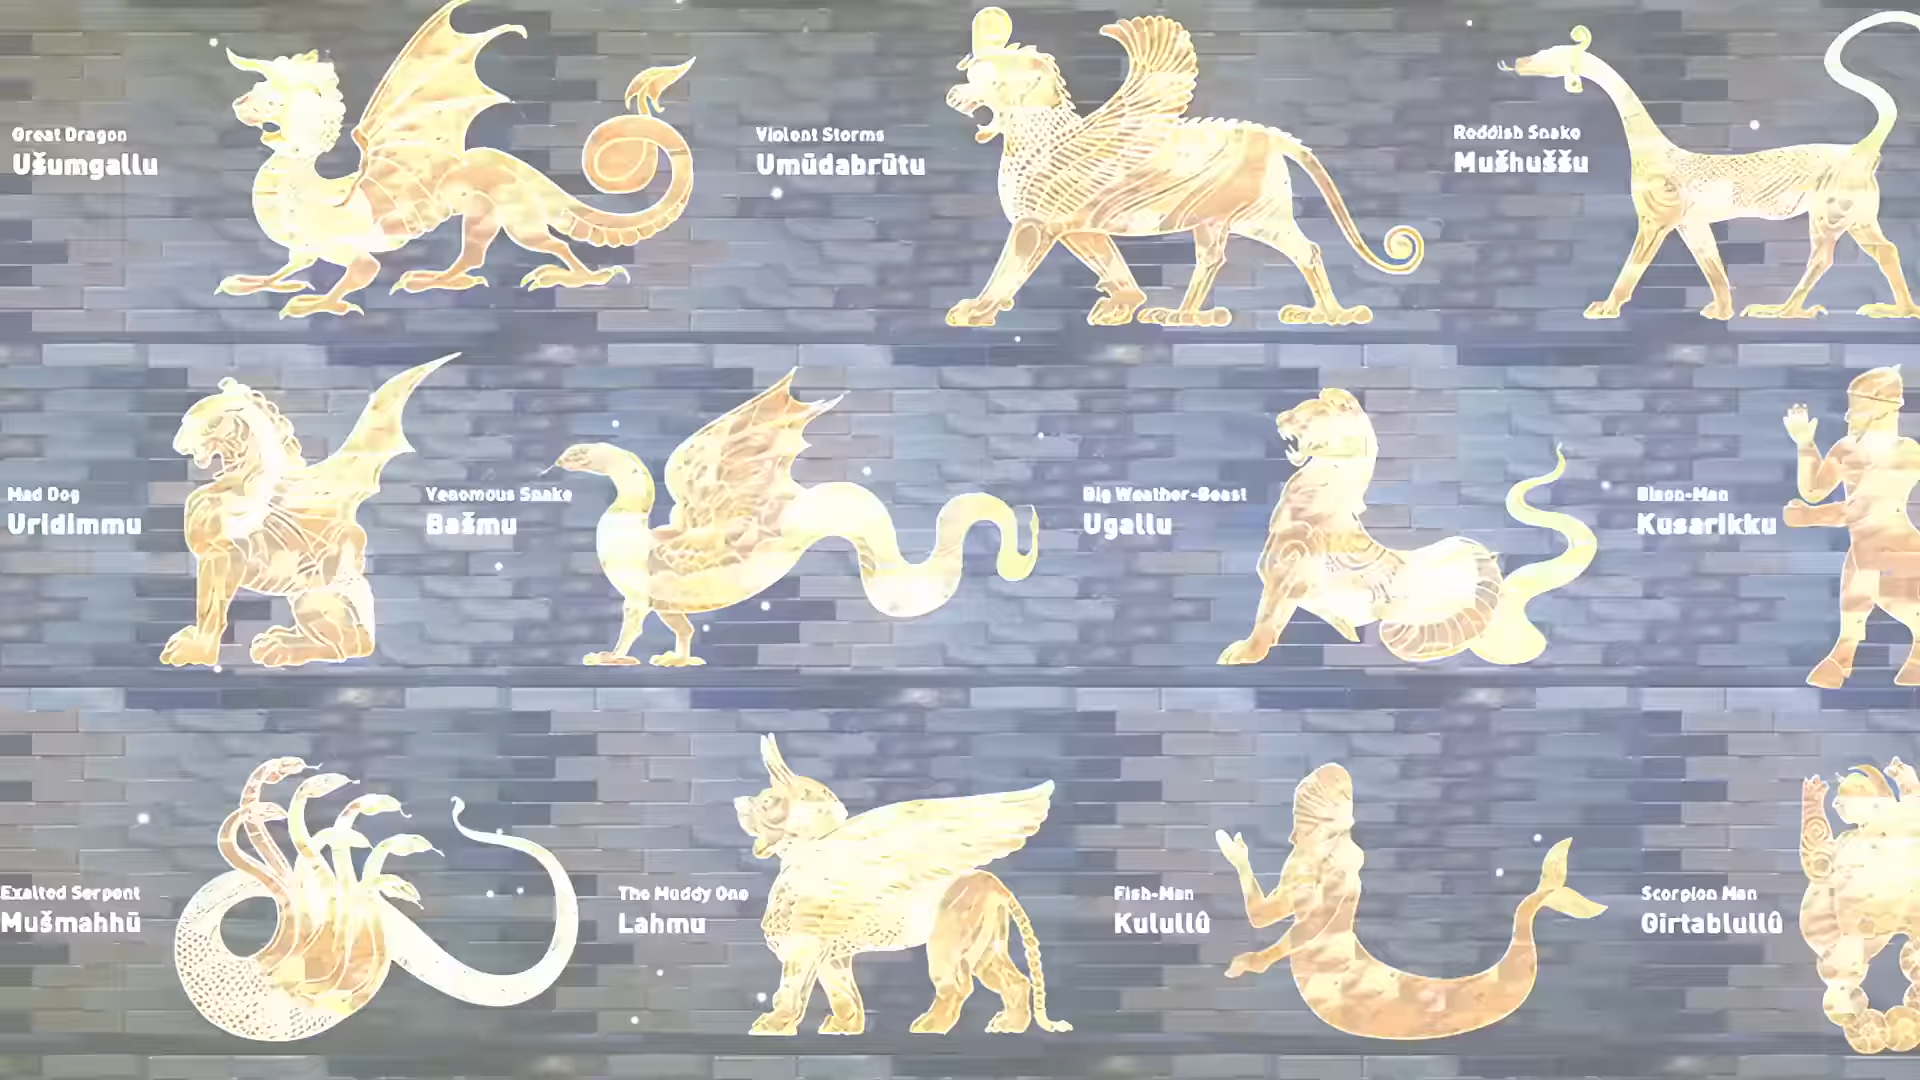 Great Dragon
Ušumgallu
Violent Storms
Umūdabrūtu
Reddish Snake
Mušhuššu
Mad Dog
Uridimmu
Venomous Snake
Bašmu
Big Weather-Beast
Ugallu
Bison-Man
Kusarikku
Exalted Serpent
Mušmahhū
The Muddy One
Lahmu
Fish-Man
Kulullû
Scorpion Man
Girtablullû